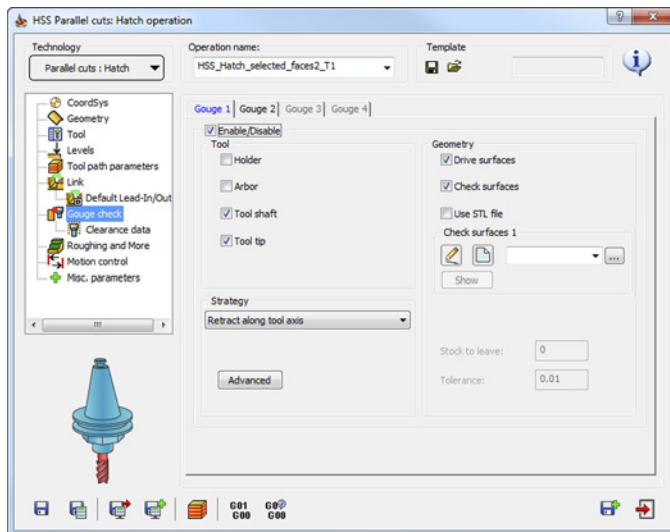 HSS Parallel cuts: Hatch operation
Technology
Parallel cuts : Hatch
Operation name:
HSS_Hatch_selected_faces2_T1
Template
CoordSys
Geometry
Tool
Levels
Tool path parameters
Link
Default Lead-In/Out
Gouge check
Clearance data
Roughing and More
Motion control
Misc. parameters
Gouge 1
Gouge 2
Gouge 3
Gouge 4
Enable/Disable
Tool
Holder
Arbor
Tool shaft
Tool tip
Strategy
Retract along tool axis
Advanced
Geometry
Drive surfaces
Check surfaces
Use STL file
Check surfaces 1
...
Show
Stock to leave:
0
Tolerance:
0.01
G01
G00
G0
G00